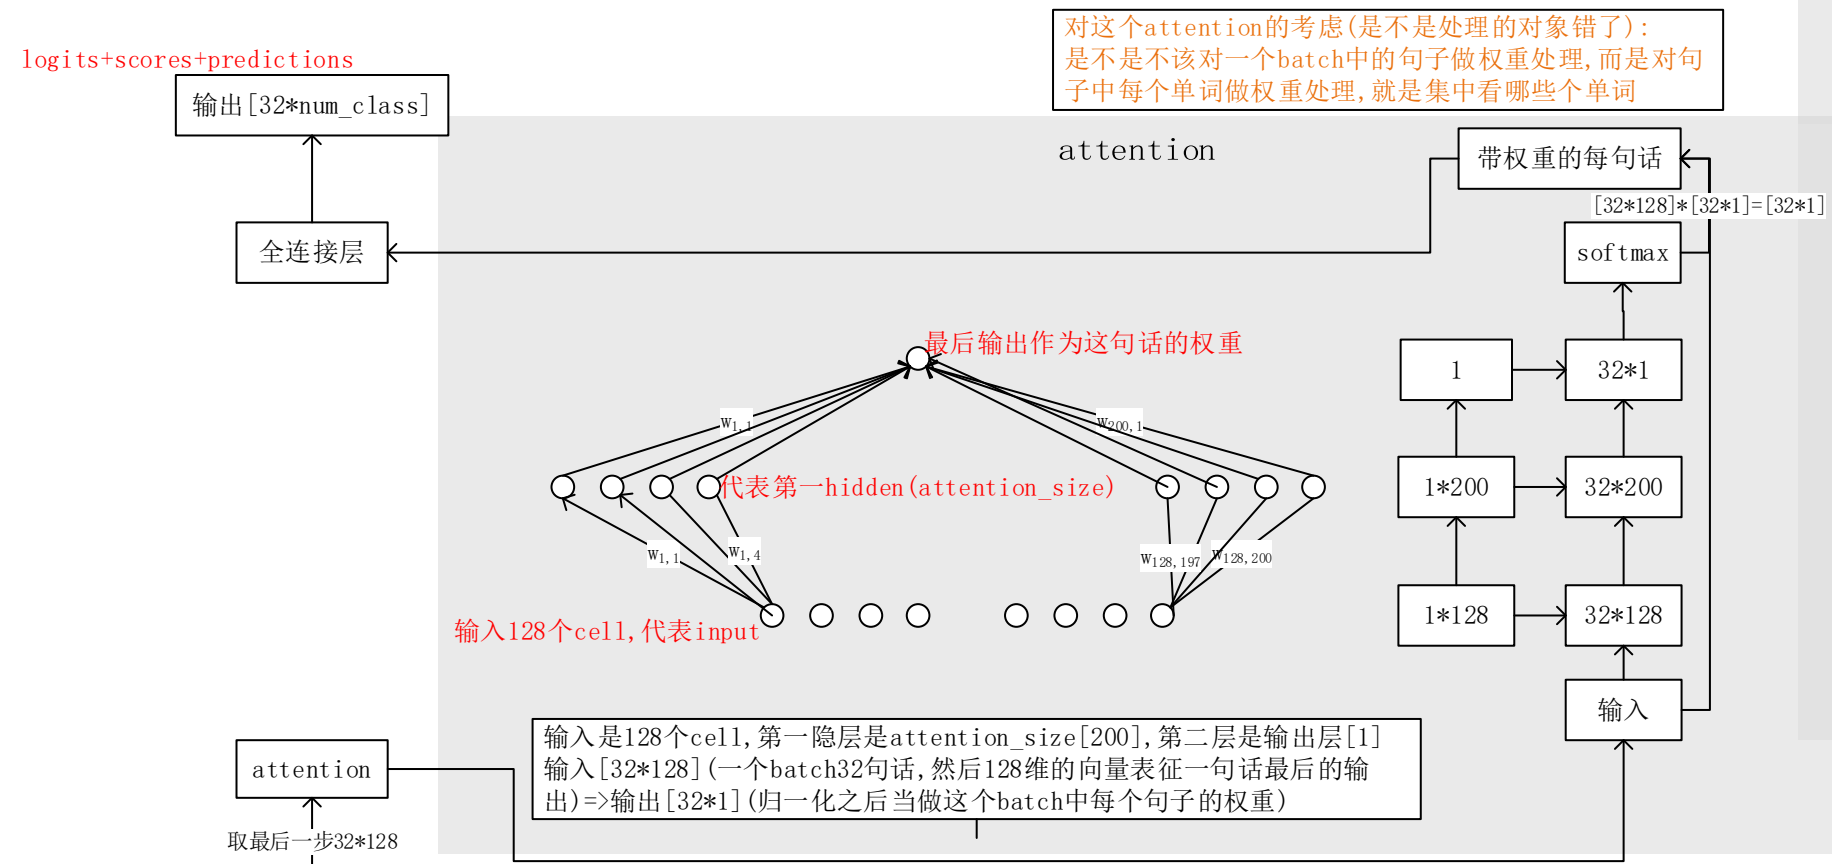 对这个attention的考虑(是不是处理的对象错了):
是不是不该对一个batch中的句子做权重处理,而是对句
子中每个单词做权重处理,就是集中看哪些个单词
logits+scores+predictions
输出[32*num_class]
attention
带权重的每句话
[32*128]*[32*1]=[32*1]
全连接层
softmax
最后输出作为这句话的权重
1
32*1
w1,1
w200,1
代表第一hidden(attention_size)
1*200
32*200
w1,1
w1,4
w128,197
w128,200
输入128个cell,代表input
1*128
32*128
输入
输入是128个cell,第一隐层是attention_size[200],第二层是输出层[1]
输入[32*128](一个batch32句话,然后128维的向量表征一句话最后的输
出)=>输出[32*1](归一化之后当做这个batch中每个句子的权重)
attention
取最后一步32*128